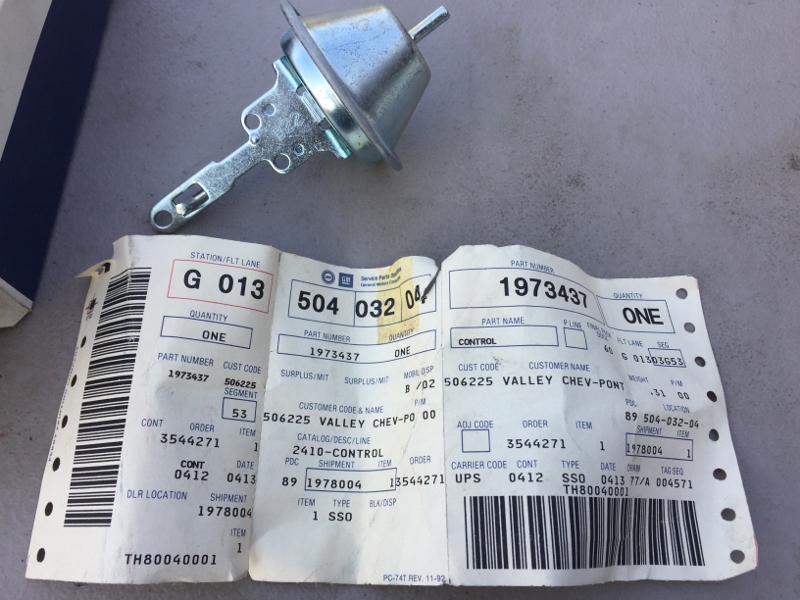 STATION/FLT LANE
G 013
QUANTITY
ONE
PART NUMBER CUST CODE
1973437 506225
SEGMENT
53
CONT ORDER ITEM
3544271 1
CONT DATE
0412 0413
DLR LOCATION SHIPMENT
1978004
ITEM
1
TH80040001
GM Service Parts
504 032 04
PART NUMBER QUANTITY
1973437 ONE
SURPLUS/MIT SURPLUS/MIT MOBIL DISP
B /02
CUSTOMER CODE & NAME P/M
506225 VALLEY CHEV-PO 00
CATALOG/DESC/LINE
2410-CONTROL
PDC SHIPMENT ITEM ORDER
89 1978004 13544271
ITEM TYPE BLK/DISP
1 SSO
PC-74T REV. 11-92
PART NUMBER
1973437
QUANTITY
ONE
PART NAME P LINE FLT LANE SEG
CONTROL 60 G 01303G53
CUST CODE CUSTOMER NAME WEIGHT P/M
506225 VALLEY CHEV-PONT .31 00
PDC LOCATION
89 504-032-04
ADJ CODE ORDER ITEM SHIPMENT ITEM
3544271 1 1978004 1
CARRIER CODE CONT TYPE DATE TAG SEQ
UPS 0412 SSO 0413 77/A 004571
TH80040001